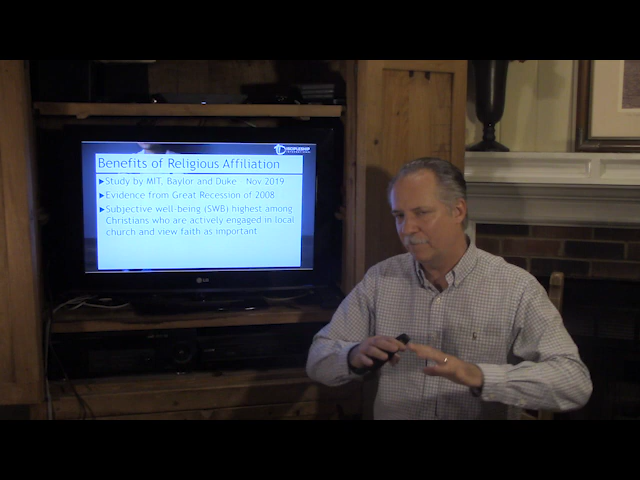 DISCIPLESHIP
Benefits of Religious Affiliation
►Study by MIT, Baylor and Duke Nov 2019
►Evidence from Great Recession of 2008
►Subjective well-being (SWB) highest among
Christians who are actively engaged in local
church and view faith as important
LG